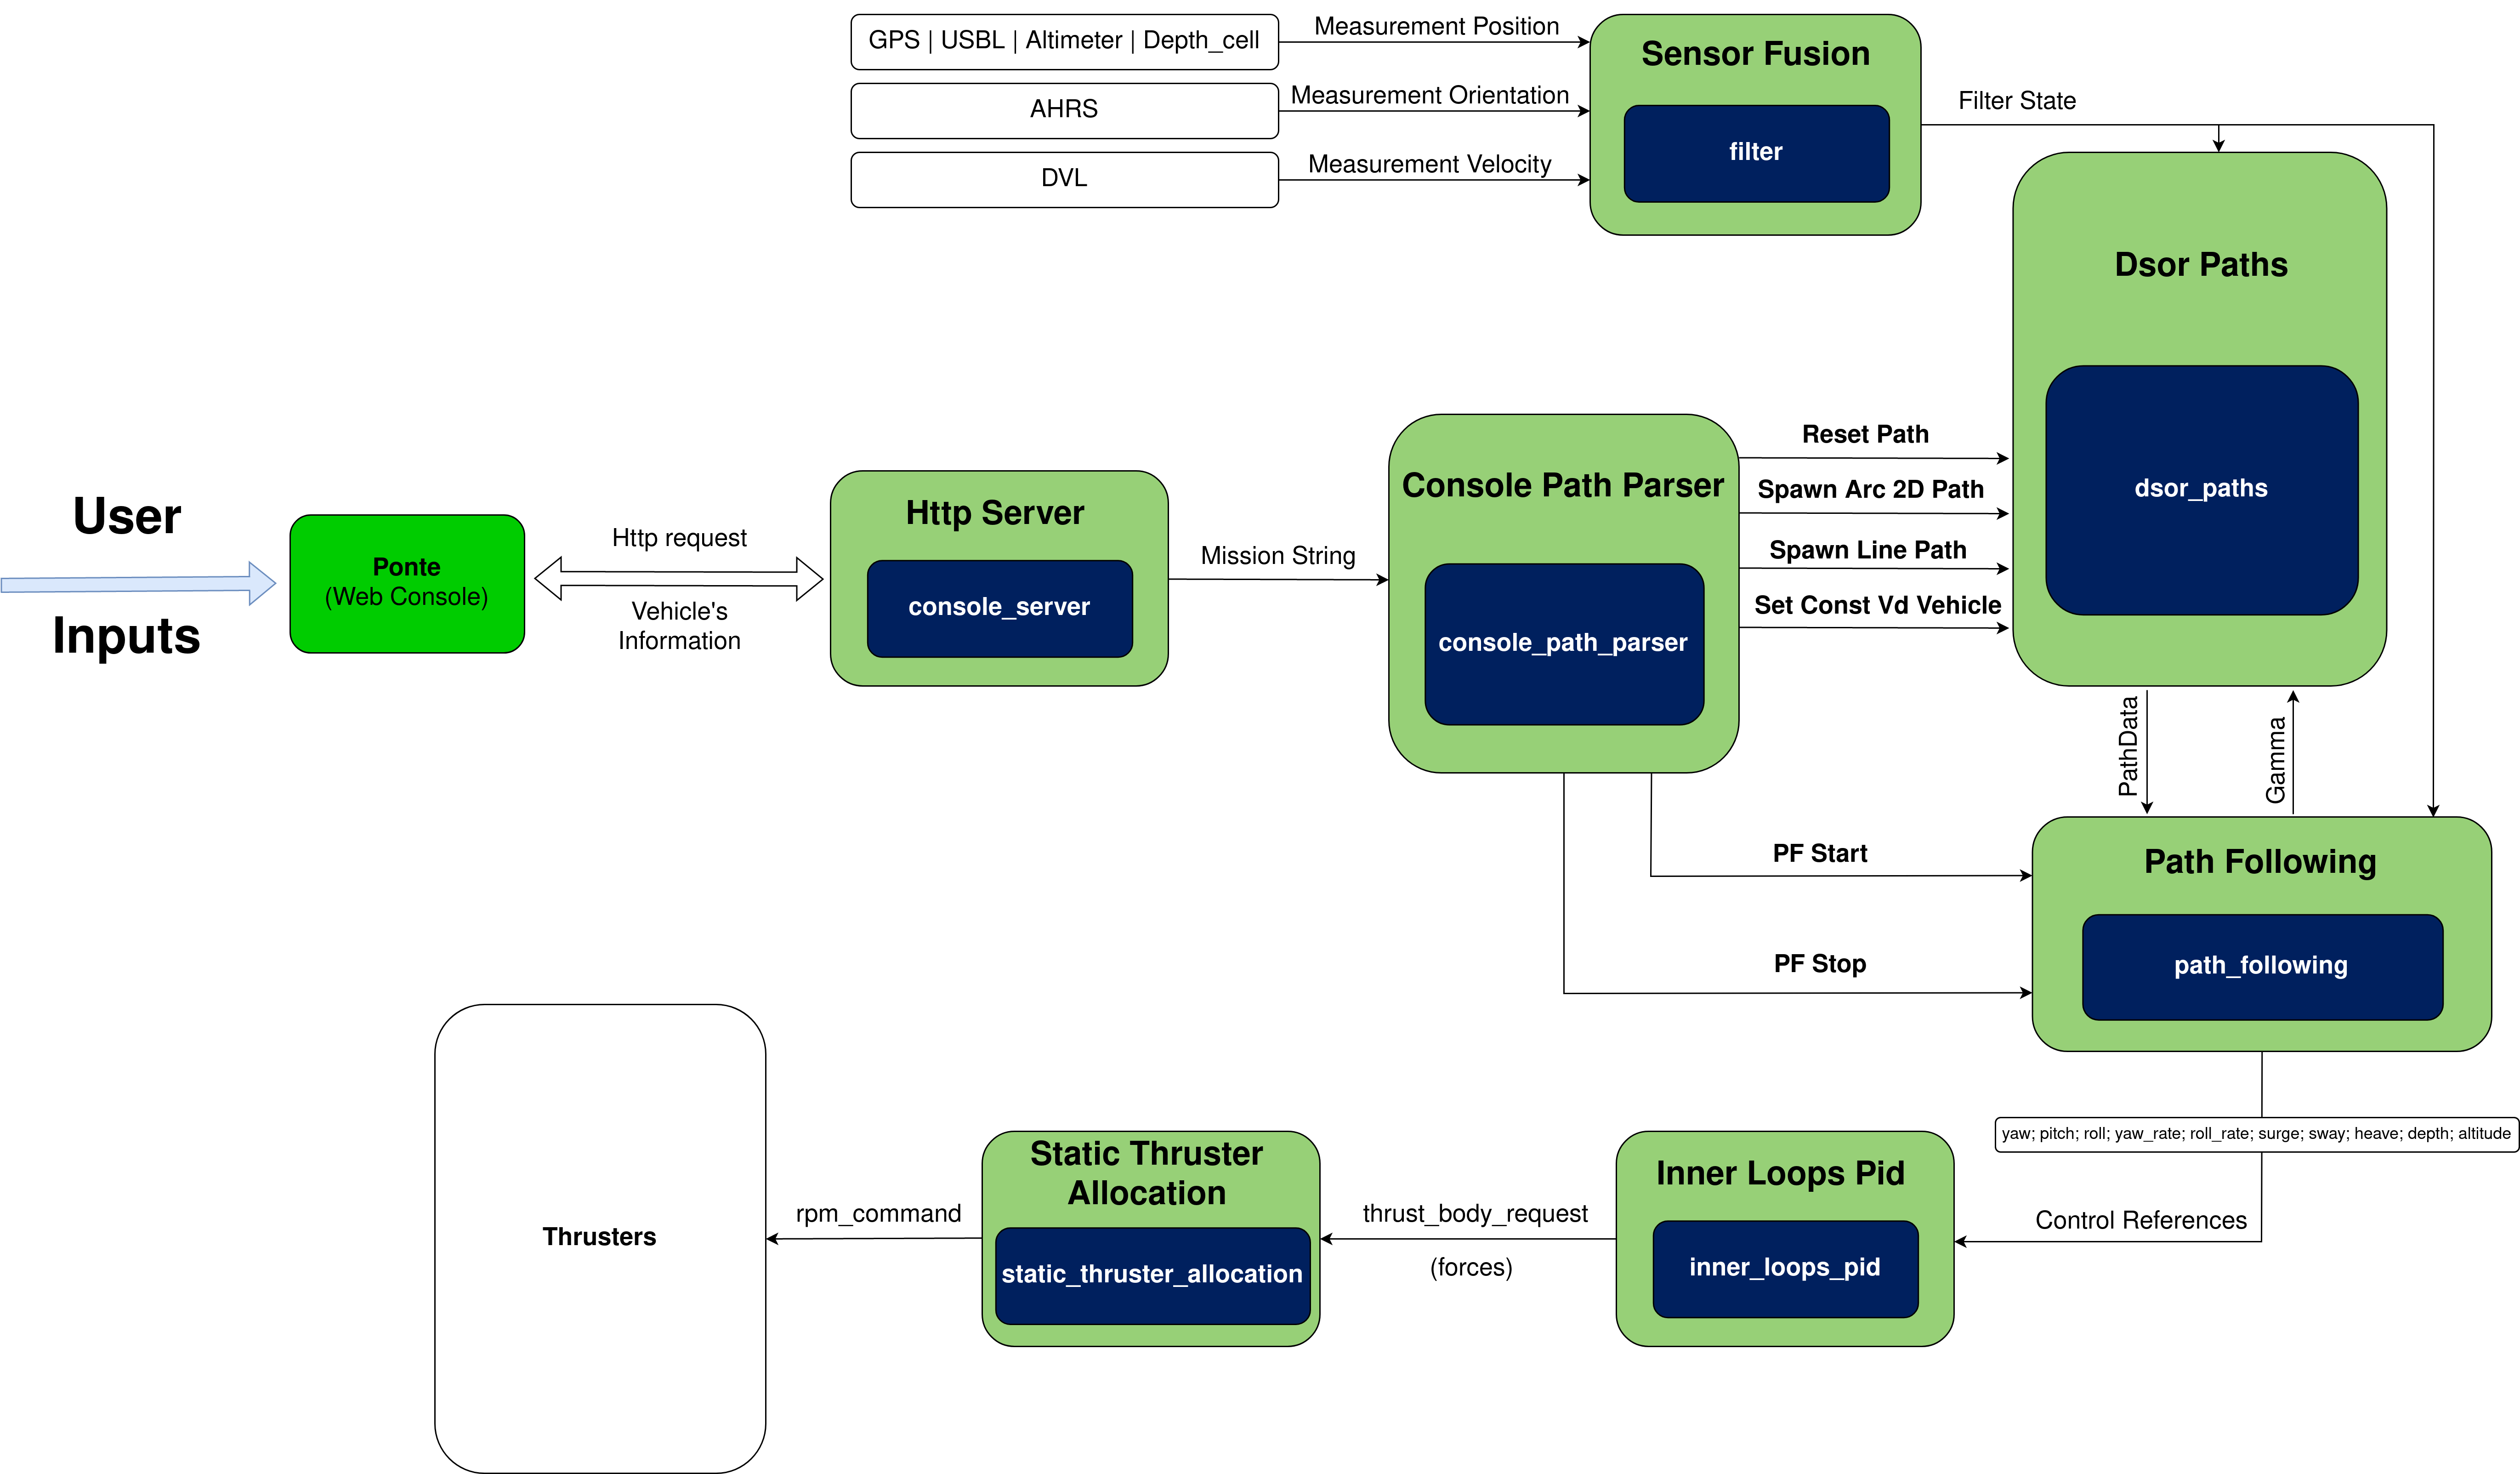 GPS | USBL | Altimeter | Depth_cell
Measurement Position
AHRS
Measurement Orientation
DVL
Measurement Velocity
Sensor Fusion
filter
Filter State
Dsor Paths
dsor_paths
User
Inputs
Ponte
(Web Console)
Http request
Vehicle's
Information
Http Server
console_server
Mission String
Console Path Parser
console_path_parser
Reset Path
Spawn Arc 2D Path
Spawn Line Path
Set Const Vd Vehicle
PathData
Gamma
PF Start
PF Stop
Path Following
path_following
yaw; pitch; roll; yaw_rate; roll_rate; surge; sway; heave; depth; altitude
Control References
Inner Loops Pid
inner_loops_pid
thrust_body_request
(forces)
Static Thruster
Allocation
static_thruster_allocation
rpm_command
Thrusters